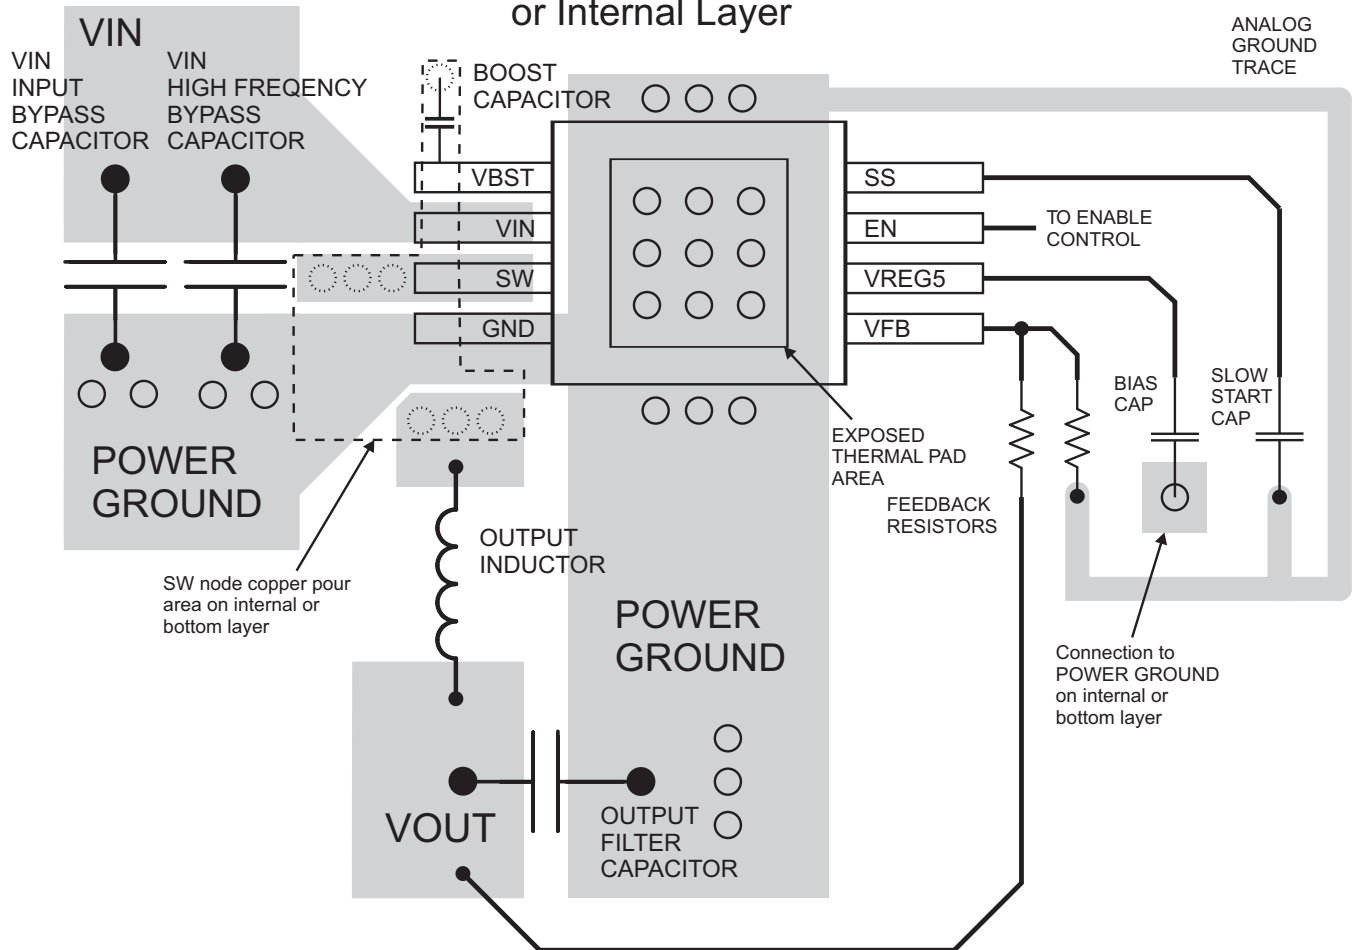 or Internal Layer
VIN
VIN
INPUT
BYPASS
CAPACITOR
VIN
HIGH FREQENCY
BYPASS
CAPACITOR
BOOST
CAPACITOR
ANALOG
GROUND
TRACE
VBST
VIN
SW
GND
SS
EN
VREG5
VFB
TO ENABLE
CONTROL
BIAS
CAP
SLOW
START
CAP
EXPOSED
THERMAL PAD
AREA
FEEDBACK
RESISTORS
POWER
GROUND
SW node copper pour
area on internal or
bottom layer
OUTPUT
INDUCTOR
POWER
GROUND
Connection to
POWER GROUND
on internal or
bottom layer
VOUT
OUTPUT
FILTER
CAPACITOR